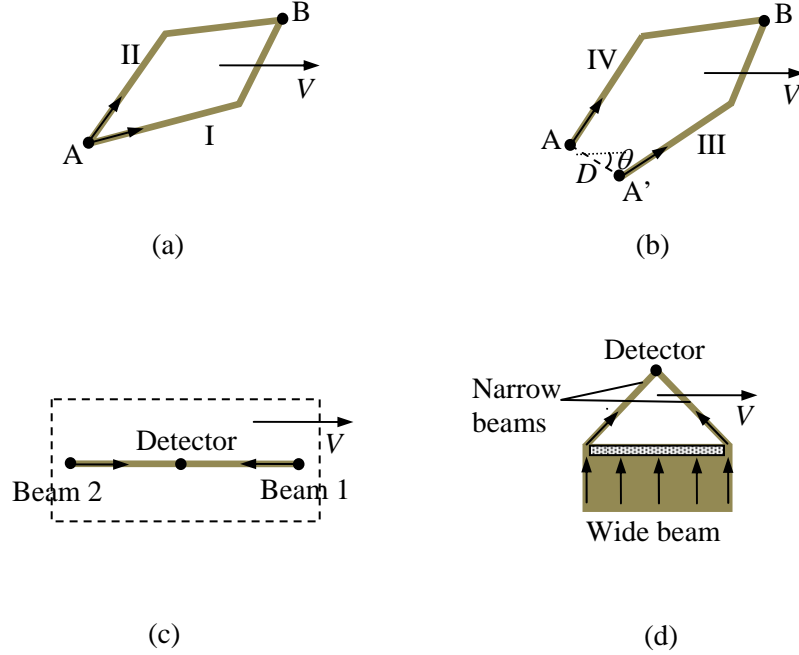 B
II
V
I
A
(a)
B
IV
V
A
θ
III
D
A’
(b)
V
Detector
Beam 2
Beam 1
(c)
Detector
Narrow
beams
V
Wide beam
(d)